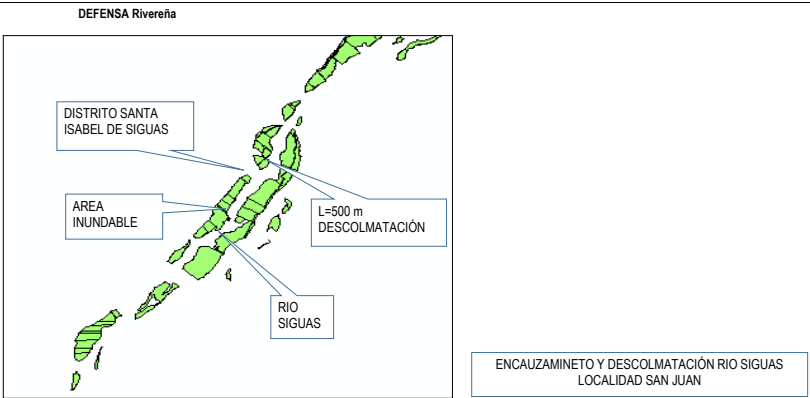 DEFENSA Rivereña
DISTRITO SANTA
ISABEL DE SIGUAS
AREA
INUNDABLE
L=500 m
DESCOLMATACIÓN
RIO
SIGUAS
ENCAUZAMINETO Y DESCOLMATACIÓN RIO SIGUAS
LOCALIDAD SAN JUAN